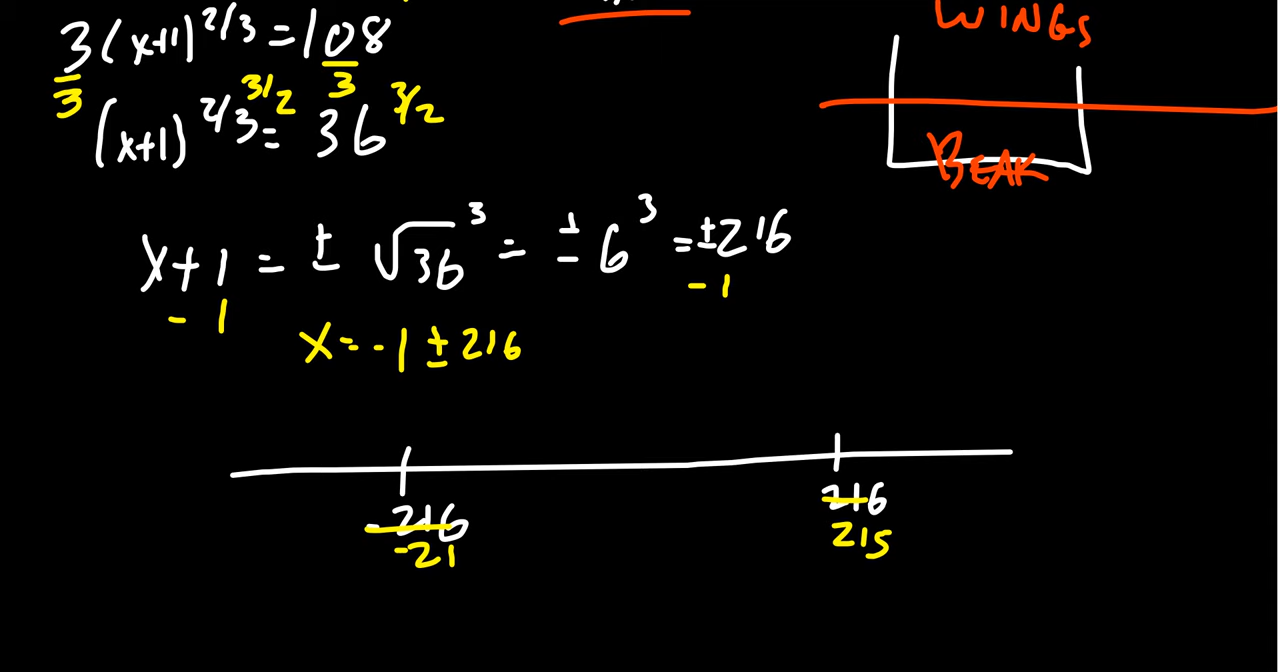 3(x+1)^2/3 = 108
3 3
(x+1)^2/3 3/2 = 36^3/2
x+1 = ± √36 ^3 = ± 6^3 = ±216
- 1 - 1
x = -1 ± 216
-216 216
-21 215
WINGS
BEAK